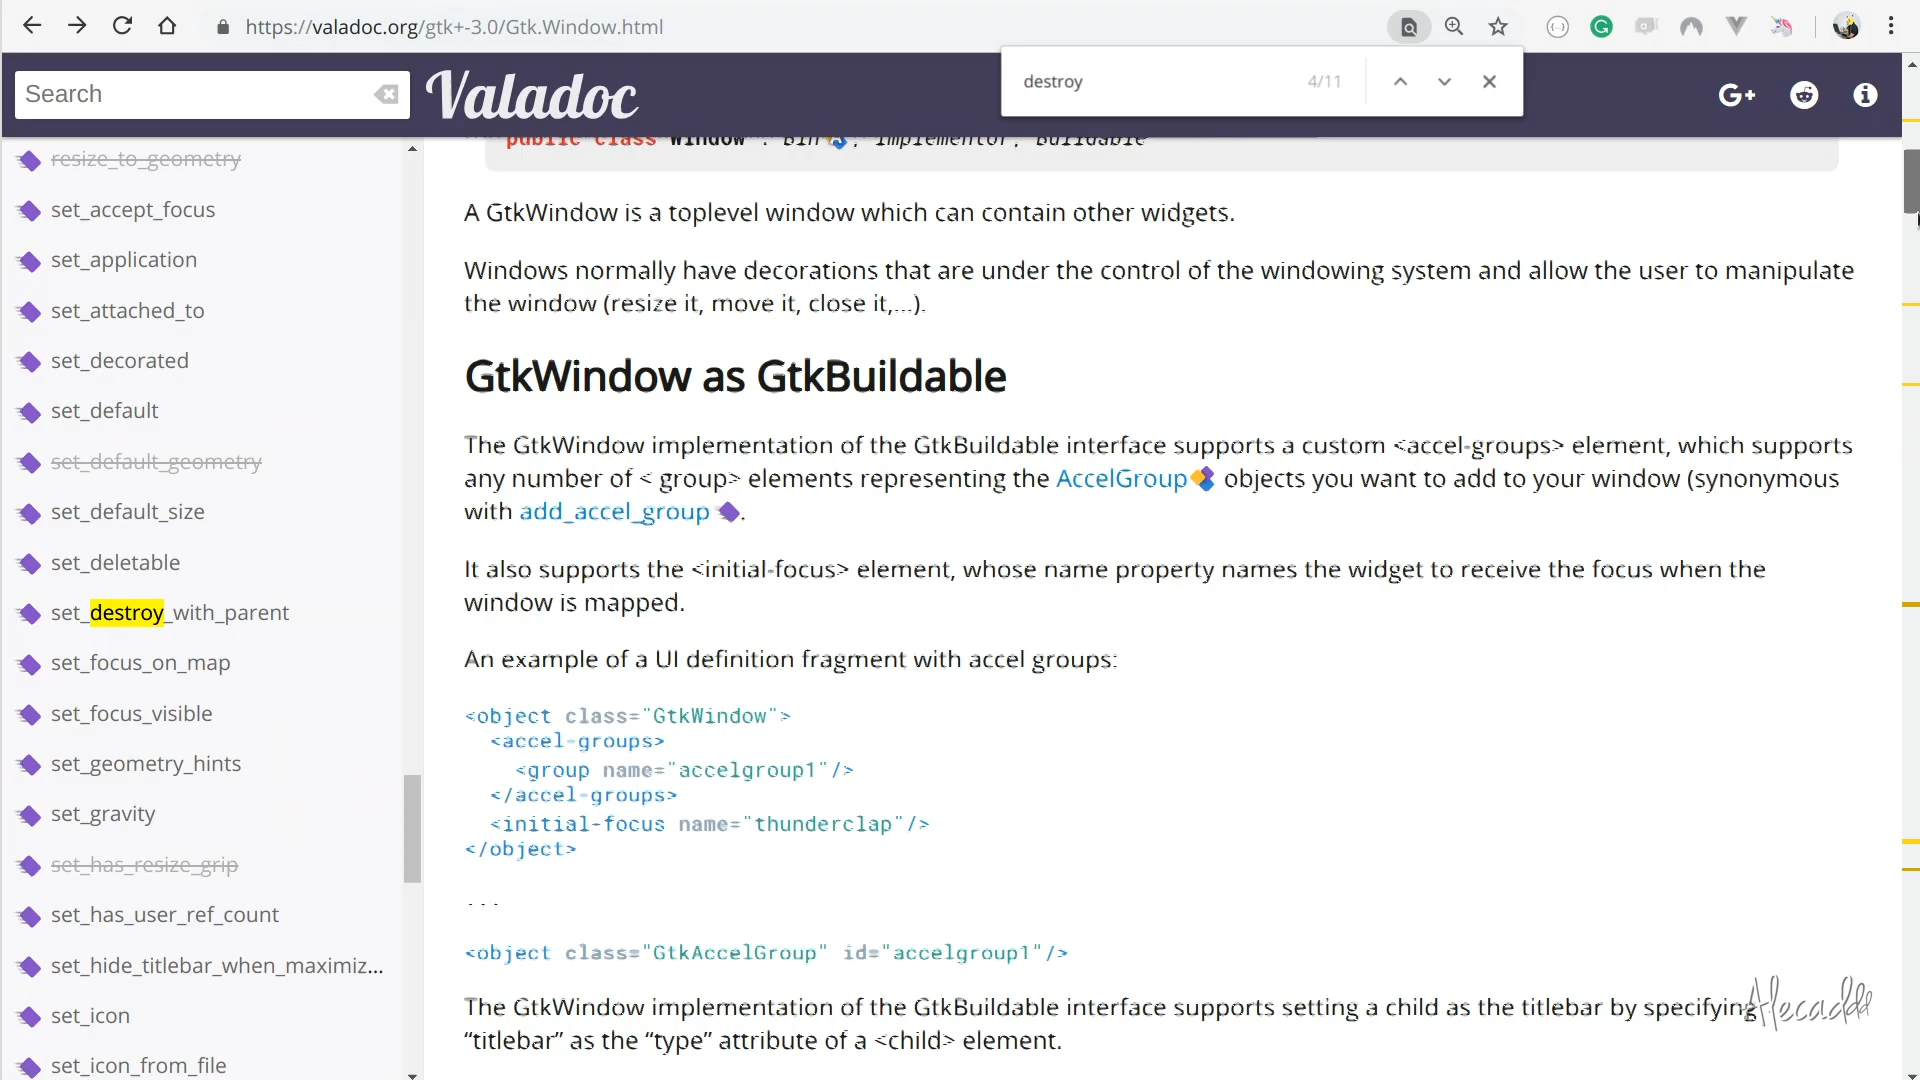 https://valadoc.org/gtk+-3.0/Gtk.Window.html
destroy
4/11
Search
Valadoc
G+
public class Window : Bin , Implementor, Buildable
resize_to_geometry
set_accept_focus
set_application
set_attached_to
set_decorated
set_default
set_default_geometry
set_default_size
set_deletable
set_destroy_with_parent
set_focus_on_map
set_focus_visible
set_geometry_hints
set_gravity
set_has_resize_grip
set_has_user_ref_count
set_hide_titlebar_when_maximiz...
set_icon
set_icon_from_file
A GtkWindow is a toplevel window which can contain other widgets.
Windows normally have decorations that are under the control of the windowing system and allow the user to manipulate
the window (resize it, move it, close it,...).
GtkWindow as GtkBuildable
The GtkWindow implementation of the GtkBuildable interface supports a custom <accel-groups> element, which supports
any number of < group> elements representing the AccelGroup objects you want to add to your window (synonymous
with add_accel_group .
It also supports the <initial-focus> element, whose name property names the widget to receive the focus when the
window is mapped.
An example of a UI definition fragment with accel groups:
<object class="GtkWindow">
<accel-groups>
<group name="accelgroup1"/>
</accel-groups>
<initial-focus name="thunderclap"/>
</object>
...
<object class="GtkAccelGroup" id="accelgroup1"/>
The GtkWindow implementation of the GtkBuildable interface supports setting a child as the titlebar by specifying
“titlebar” as the “type” attribute of a <child> element.
Alecaddd